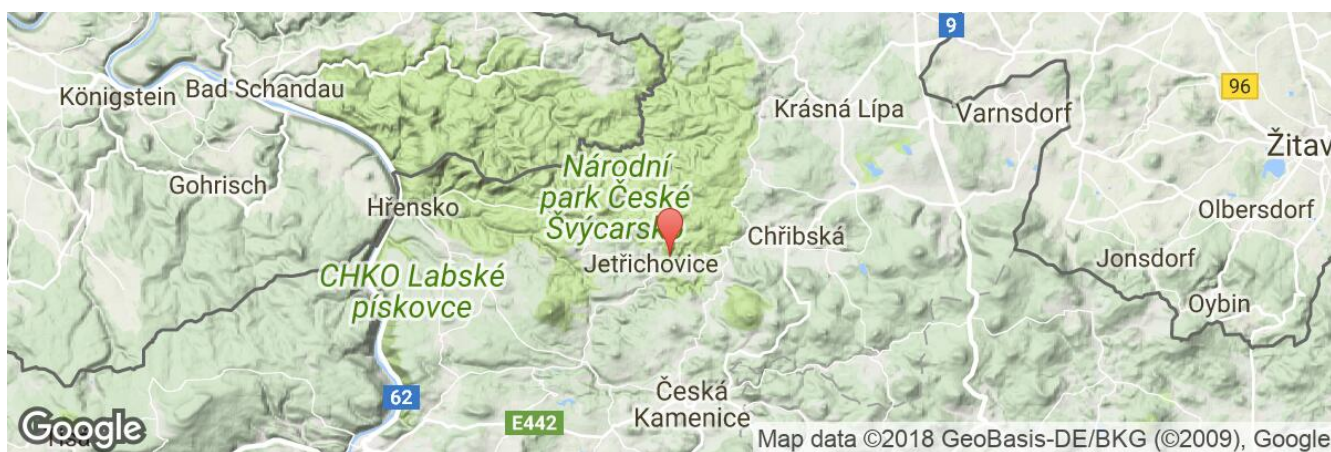 9
96
Königstein
Bad Schandau
Krásná Lípa
Varnsdorf
Žitav
Gohrisch
Hřensko
Národní
park České
Švýcarsko
Chřibská
Olbersdorf
Jetřichovice
Jonsdorf
CHKO Labské
pískovce
Oybin
62
Česká
Kamenice
E442
Google
Map data ©2018 GeoBasis-DE/BKG (©2009), Google